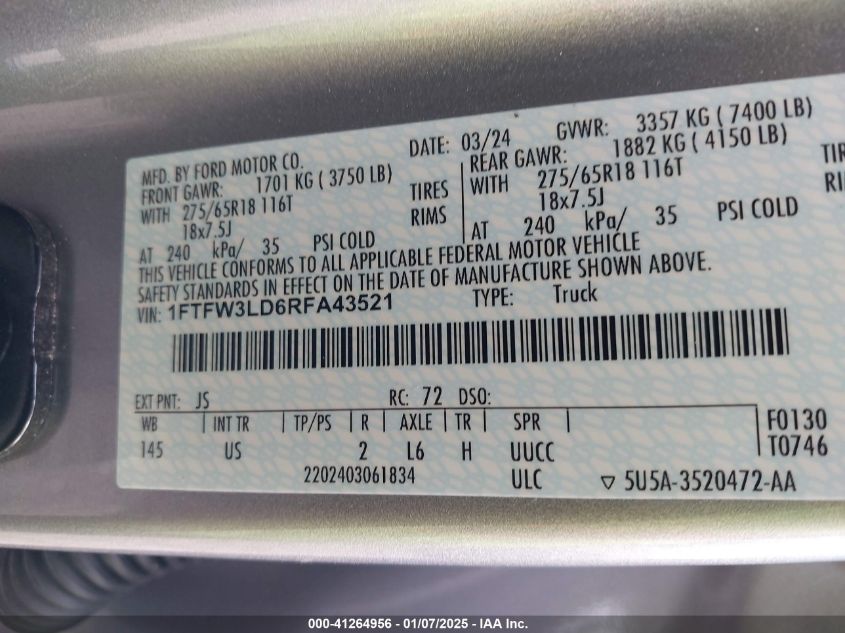 MFD. BY FORD MOTOR CO. DATE: 03/24 GVWR: 3357 KG ( 7400 LB)
FRONT GAWR: 1701 KG ( 3750 LB) REAR GAWR: 1882 KG ( 4150 LB)
WITH 275/65R18 116T TIRES WITH 275/65R18 116T
18x7.5J RIMS 18x7.5J
AT 240 kPa/ 35 PSI COLD AT 240 kPa/ 35 PSI COLD
THIS VEHICLE CONFORMS TO ALL APPLICABLE FEDERAL MOTOR VEHICLE
SAFETY STANDARDS IN EFFECT ON THE DATE OF MANUFACTURE SHOWN ABOVE.
VIN: 1FTFW3LD6RFA43521 TYPE: Truck
EXT PNT: JS RC: 72 DSO:
WB INT TR TP/PS R AXLE TR SPR F0130
145 US 2 L6 H UUCC T0746
2202403061834 ULC ▽ 5U5A-3520472-AA
000-41264956 - 01/07/2025 - IAA Inc.